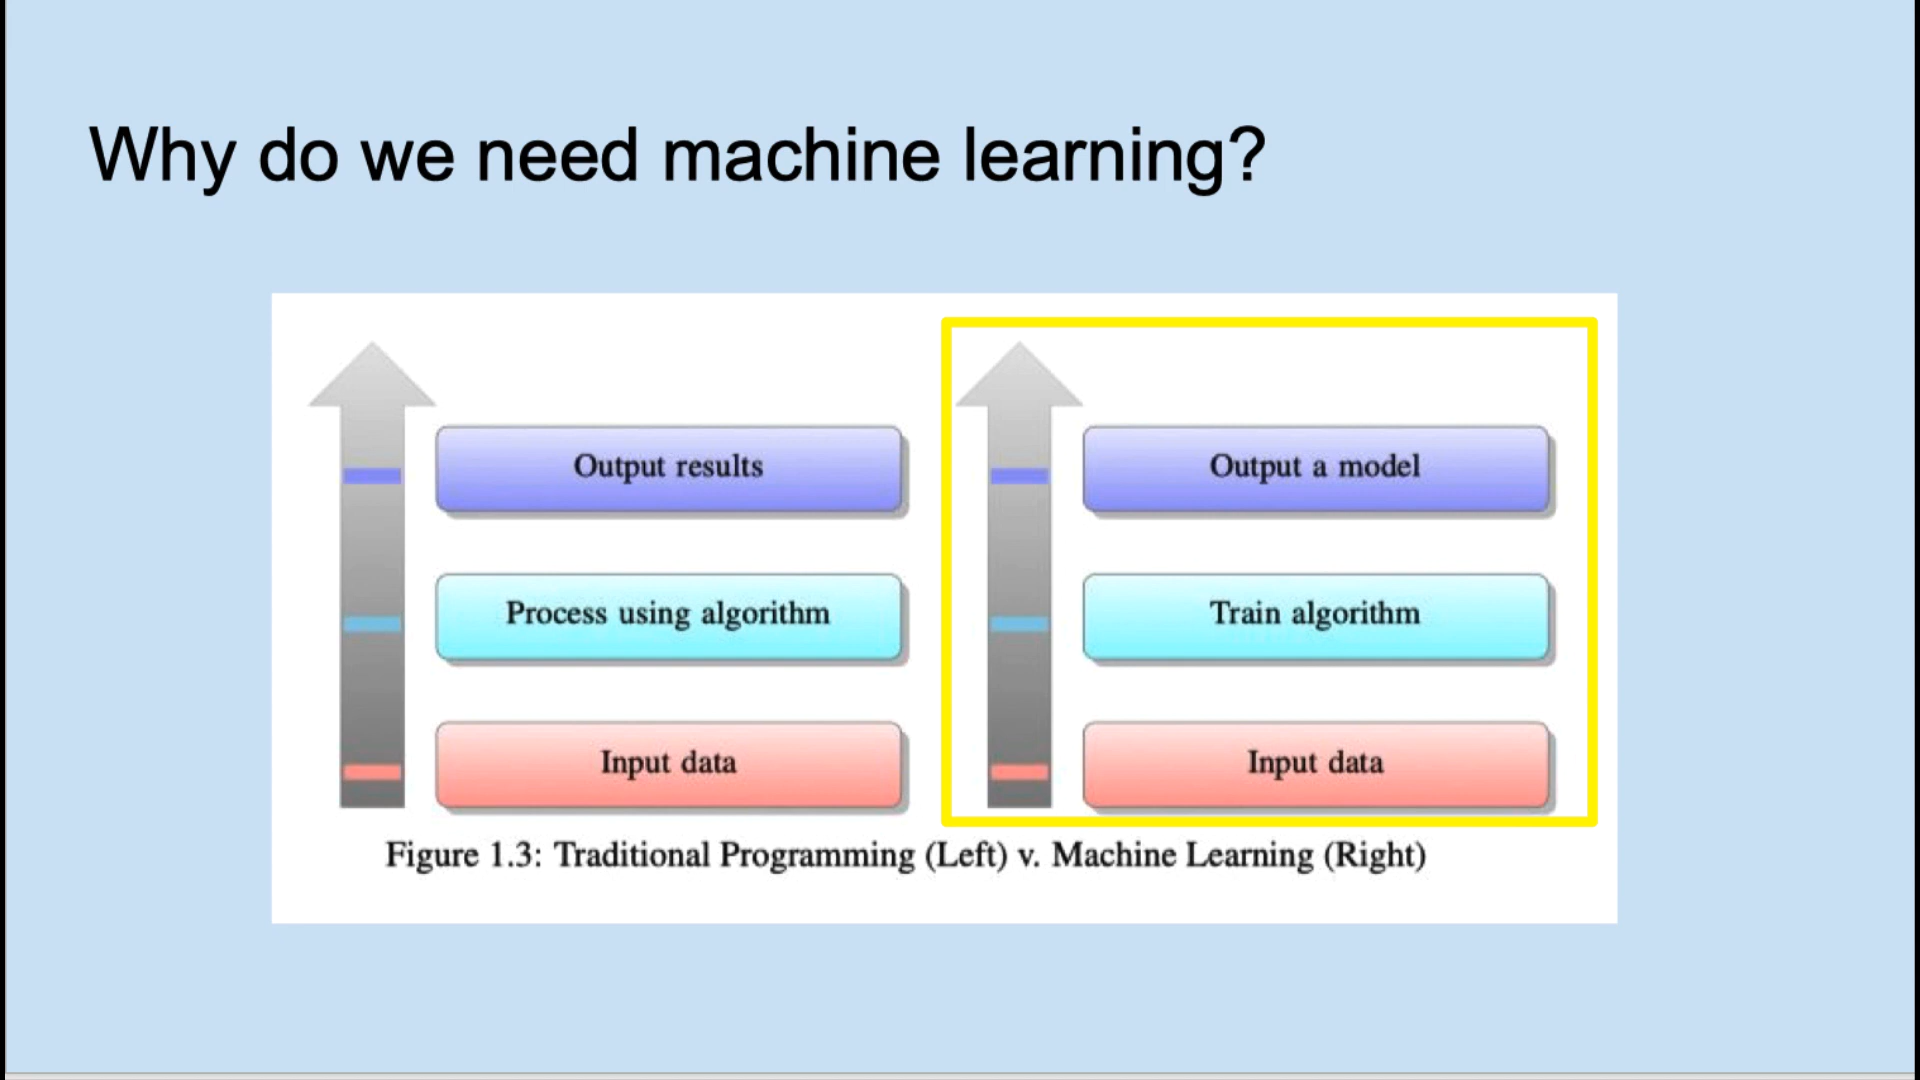 Why do we need machine learning?
Output results
Process using algorithm
Input data
Output a model
Train algorithm
Input data
Figure 1.3: Traditional Programming (Left) v. Machine Learning (Right)